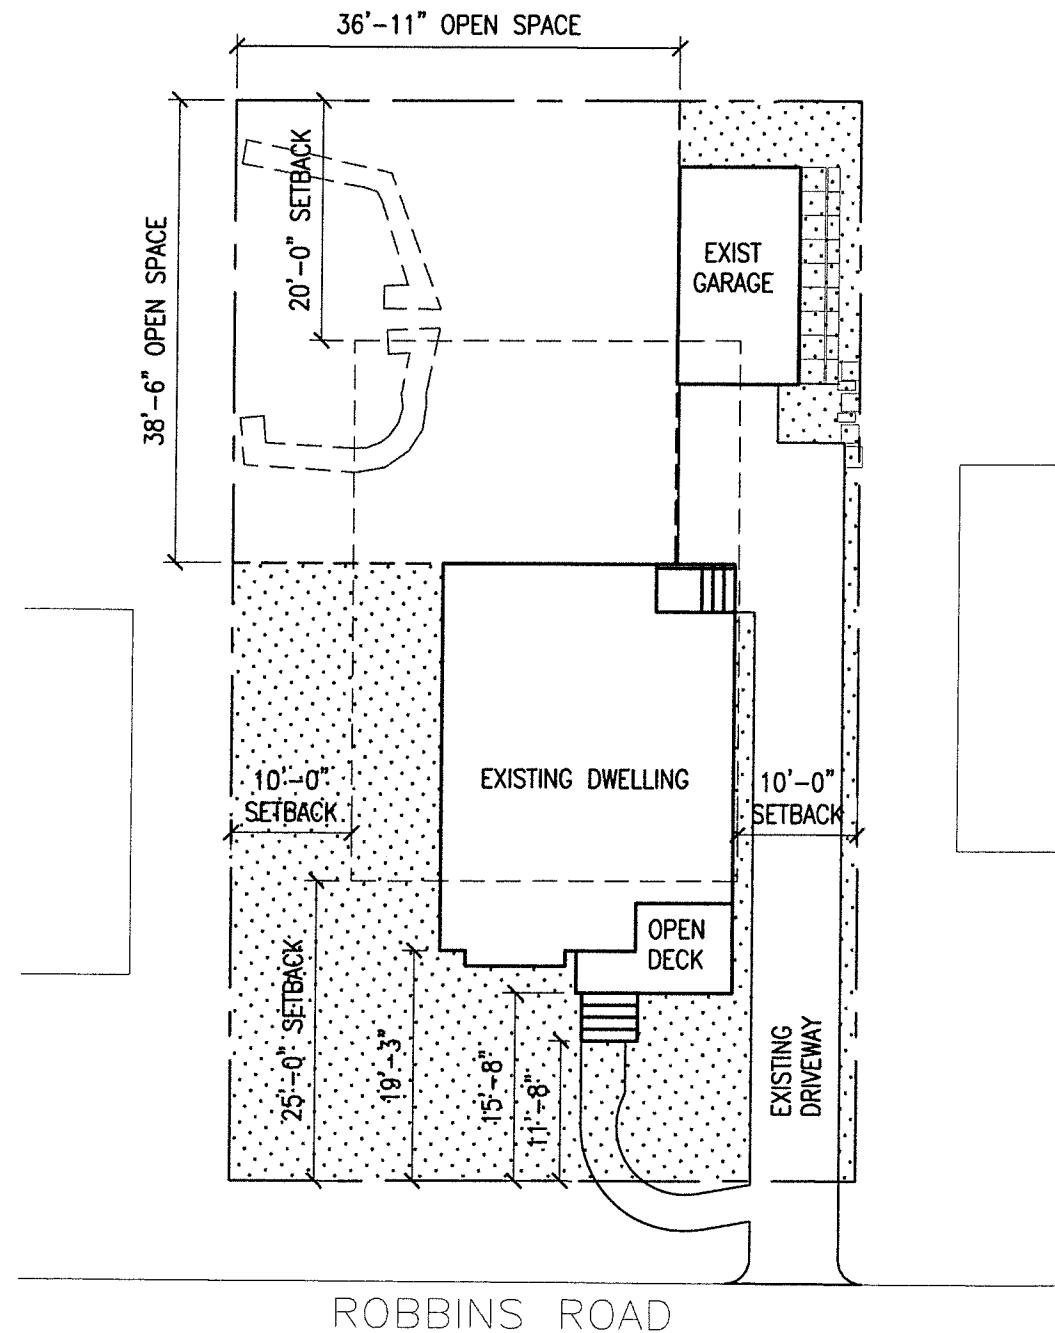 36'-11" OPEN SPACE
20'-0" SETBACK
38'-6" OPEN SPACE
EXIST
GARAGE
EXISTING DWELLING
10'-0"
SETBACK
10'-0"
SETBACK
OPEN
DECK
25'-0" SETBACK
19'-3"
15'-8"
11'-8"
EXISTING
DRIVEWAY
ROBBINS ROAD